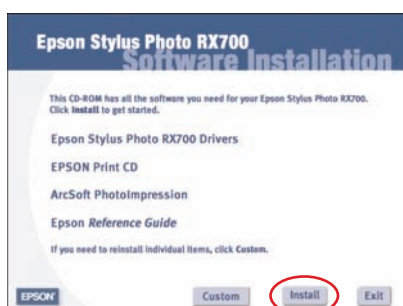 Epson Stylus Photo RX700
Software Installation
This CD-ROM has all the software you need for your Epson Stylus Photo RX700.
Click Install to get started.
Epson Stylus Photo RX700 Drivers
EPSON Print CD
ArcSoft PhotoImpression
Epson Reference Guide
If you need to reinstall individual items, click Custom.
EPSON Custom Install Exit